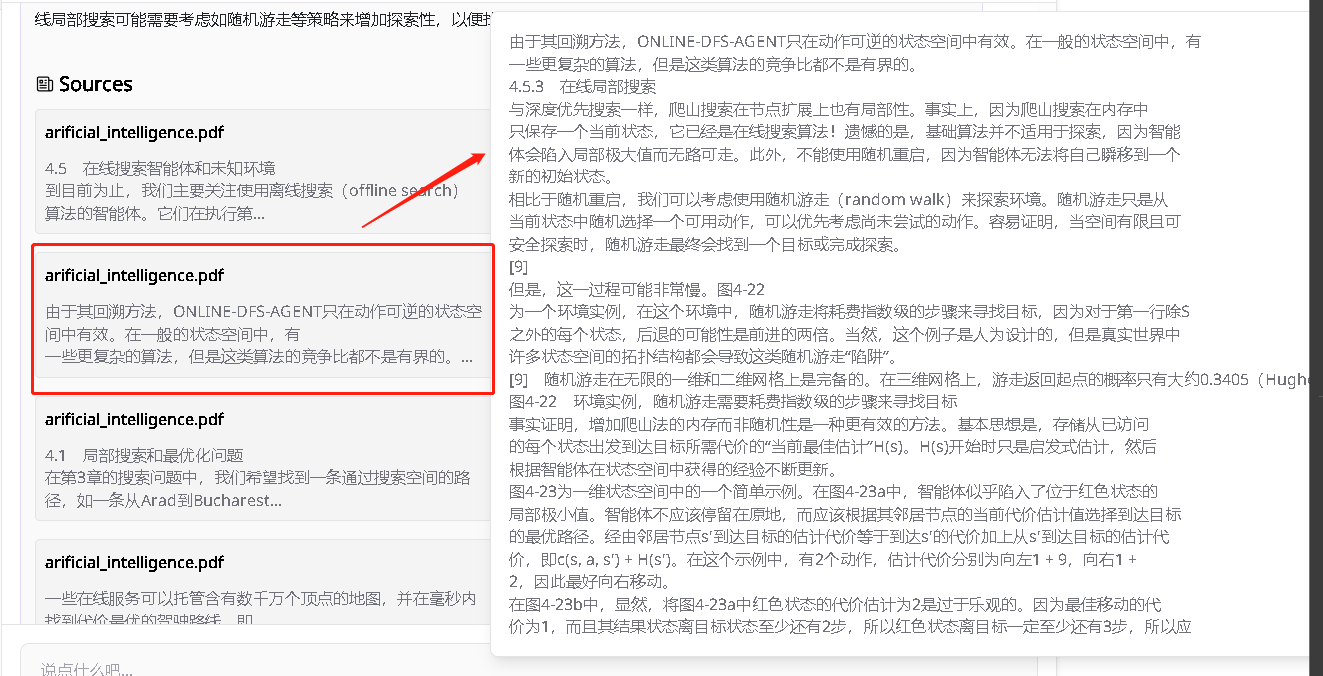 线局部搜索可能需要考虑如随机游走等策略来增加探索性，以便
Sources
arificial_intelligence.pdf
4.5 在线搜索智能体和未知环境
到目前为止，我们主要关注使用离线搜索（offline search）
算法的智能体。它们在执行第...
arificial_intelligence.pdf
由于其回溯方法，ONLINE-DFS-AGENT只在动作可逆的状态空
间中有效。在一般的状态空间中，有
一些更复杂的算法，但是这类算法的竞争比都不是有界的。...
arificial_intelligence.pdf
4.1 局部搜索和最优化问题
在第3章的搜索问题中，我们希望找到一条通过搜索空间的路
径，如一条从Arad到Bucharest...
arificial_intelligence.pdf
一些在线服务可以托管含有数千万个顶点的地图，并在毫秒内
找到代价最优的驾驶路线，即
说点什么吧...
由于其回溯方法，ONLINE-DFS-AGENT只在动作可逆的状态空间中有效。在一般的状态空间中，有
一些更复杂的算法，但是这类算法的竞争比都不是有界的。
4.5.3 在线局部搜索
与深度优先搜索一样，爬山搜索在节点扩展上也有局部性。事实上，因为爬山搜索在内存中
只保存一个当前状态，它已经是在线搜索算法！遗憾的是，基础算法并不适用于探索，因为智能
体会陷入局部极大值而无路可走。此外，不能使用随机重启，因为智能体无法将自己瞬移到一个
新的初始状态。
相比于随机重启，我们可以考虑使用随机游走（random walk）来探索环境。随机游走只是从
当前状态中随机选择一个可用动作，可以优先考虑尚未尝试的动作。容易证明，当空间有限且可
安全探索时，随机游走最终会找到一个目标或完成探索。
[9]
但是，这一过程可能非常慢。图4-22
为一个环境实例，在这个环境中，随机游走将耗费指数级的步骤来寻找目标，因为对于第一行除S
之外的每个状态，后退的可能性是前进的两倍。当然，这个例子是人为设计的，但是真实世界中
许多状态空间的拓扑结构都会导致这类随机游走“陷阱”。
[9] 随机游走在无限的一维和二维网格上是完备的。在三维网格上，游走返回起点的概率只有大约0.3405（Hughe
图4-22 环境实例，随机游走需要耗费指数级的步骤来寻找目标
事实证明，增加爬山法的内存而非随机性是一种更有效的方法。基本思想是，存储从已访问
的每个状态出发到达目标所需代价的“当前最佳估计”H(s)。H(s)开始时只是启发式估计，然后
根据智能体在状态空间中获得的经验不断更新。
图4-23为一维状态空间中的一个简单示例。在图4-23a中，智能体似乎陷入了位于红色状态的
局部极小值。智能体不应该停留在原地，而应该根据其邻居节点的当前代价估计值选择到达目标
的最优路径。经由邻居节点s′到达目标的估计代价等于到达s′的代价加上从s′到达目标的估计代
价，即c(s, a, s′) + H(s′)。在这个示例中，有2个动作，估计代价分别为向左1 + 9，向右1 +
2，因此最好向右移动。
在图4-23b中，显然，将图4-23a中红色状态的代价估计为2是过于乐观的。因为最佳移动的代
价为1，而且其结果状态离目标状态至少还有2步，所以红色状态离目标一定至少还有3步，所以应